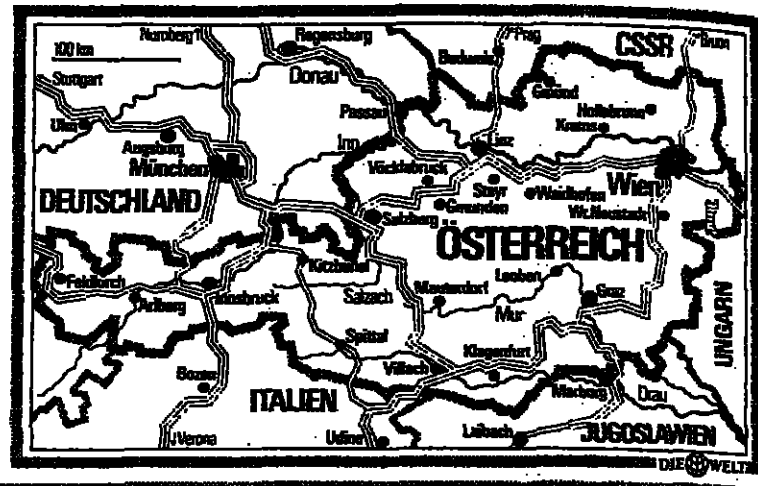 Nürnberg
Regensburg
Prag
CSSR
Brünn
100 km
Budweis
Stuttgart
Donau
Gmünd
Ulm
Passau
Hollabrunn
Krems
Augsburg
Inn
Linz
München
Vöcklabruck
Steyr
Waidhofen
Wien
DEUTSCHLAND
Gmunden
Salzburg
Wr. Neustadt
ÖSTERREICH
Feldkirch
Kitzbühel
Leoben
Innsbruck
Salzach
Mauterdorf
Graz
Arlberg
Mur
UNGARN
Spittal
Klagenfurt
Bozen
Villach
ITALIEN
Marburg
Drau
Verona
Udine
Laibach
JUGOSLAWIEN
DIE WELT